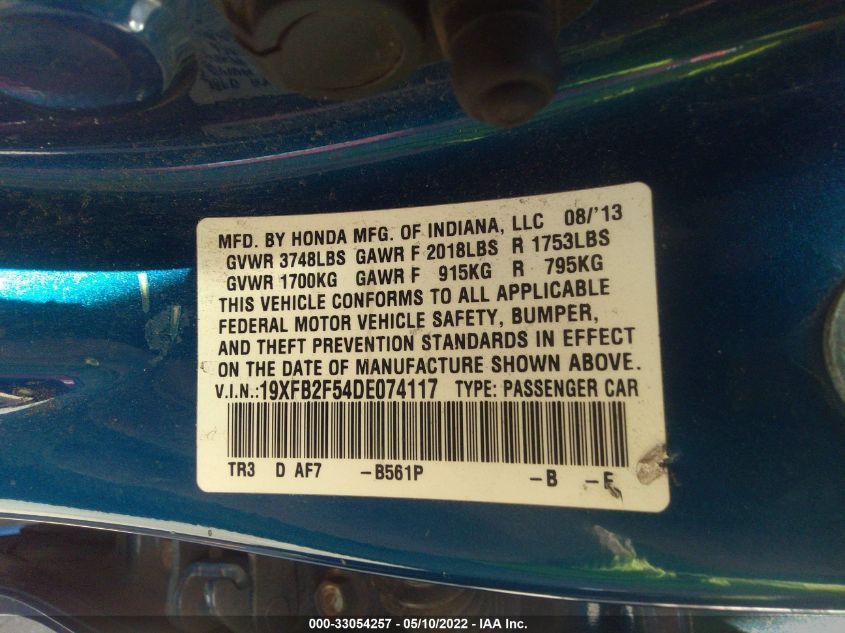 MFD. BY HONDA MFG. OF INDIANA, LLC 08/'13
GVWR 3748LBS GAWR F 2018LBS R 1753LBS
GVWR 1700KG GAWR F 915KG R 795KG
THIS VEHICLE CONFORMS TO ALL APPLICABLE
FEDERAL MOTOR VEHICLE SAFETY, BUMPER,
AND THEFT PREVENTION STANDARDS IN EFFECT
ON THE DATE OF MANUFACTURE SHOWN ABOVE.
V.I.N.:19XFB2F54DE074117 TYPE: PASSENGER CAR
TR3 D AF7 -B561P -B -E
000-33054257 - 05/10/2022 - IAA Inc.